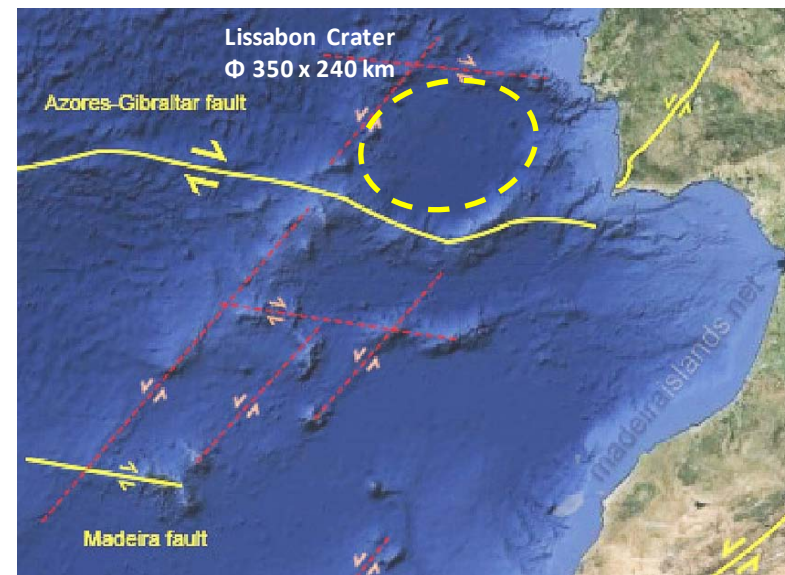 Lissabon Crater
Φ 350 x 240 km
Azores-Gibraltar fault
madeiraislands.net
Madeira fault